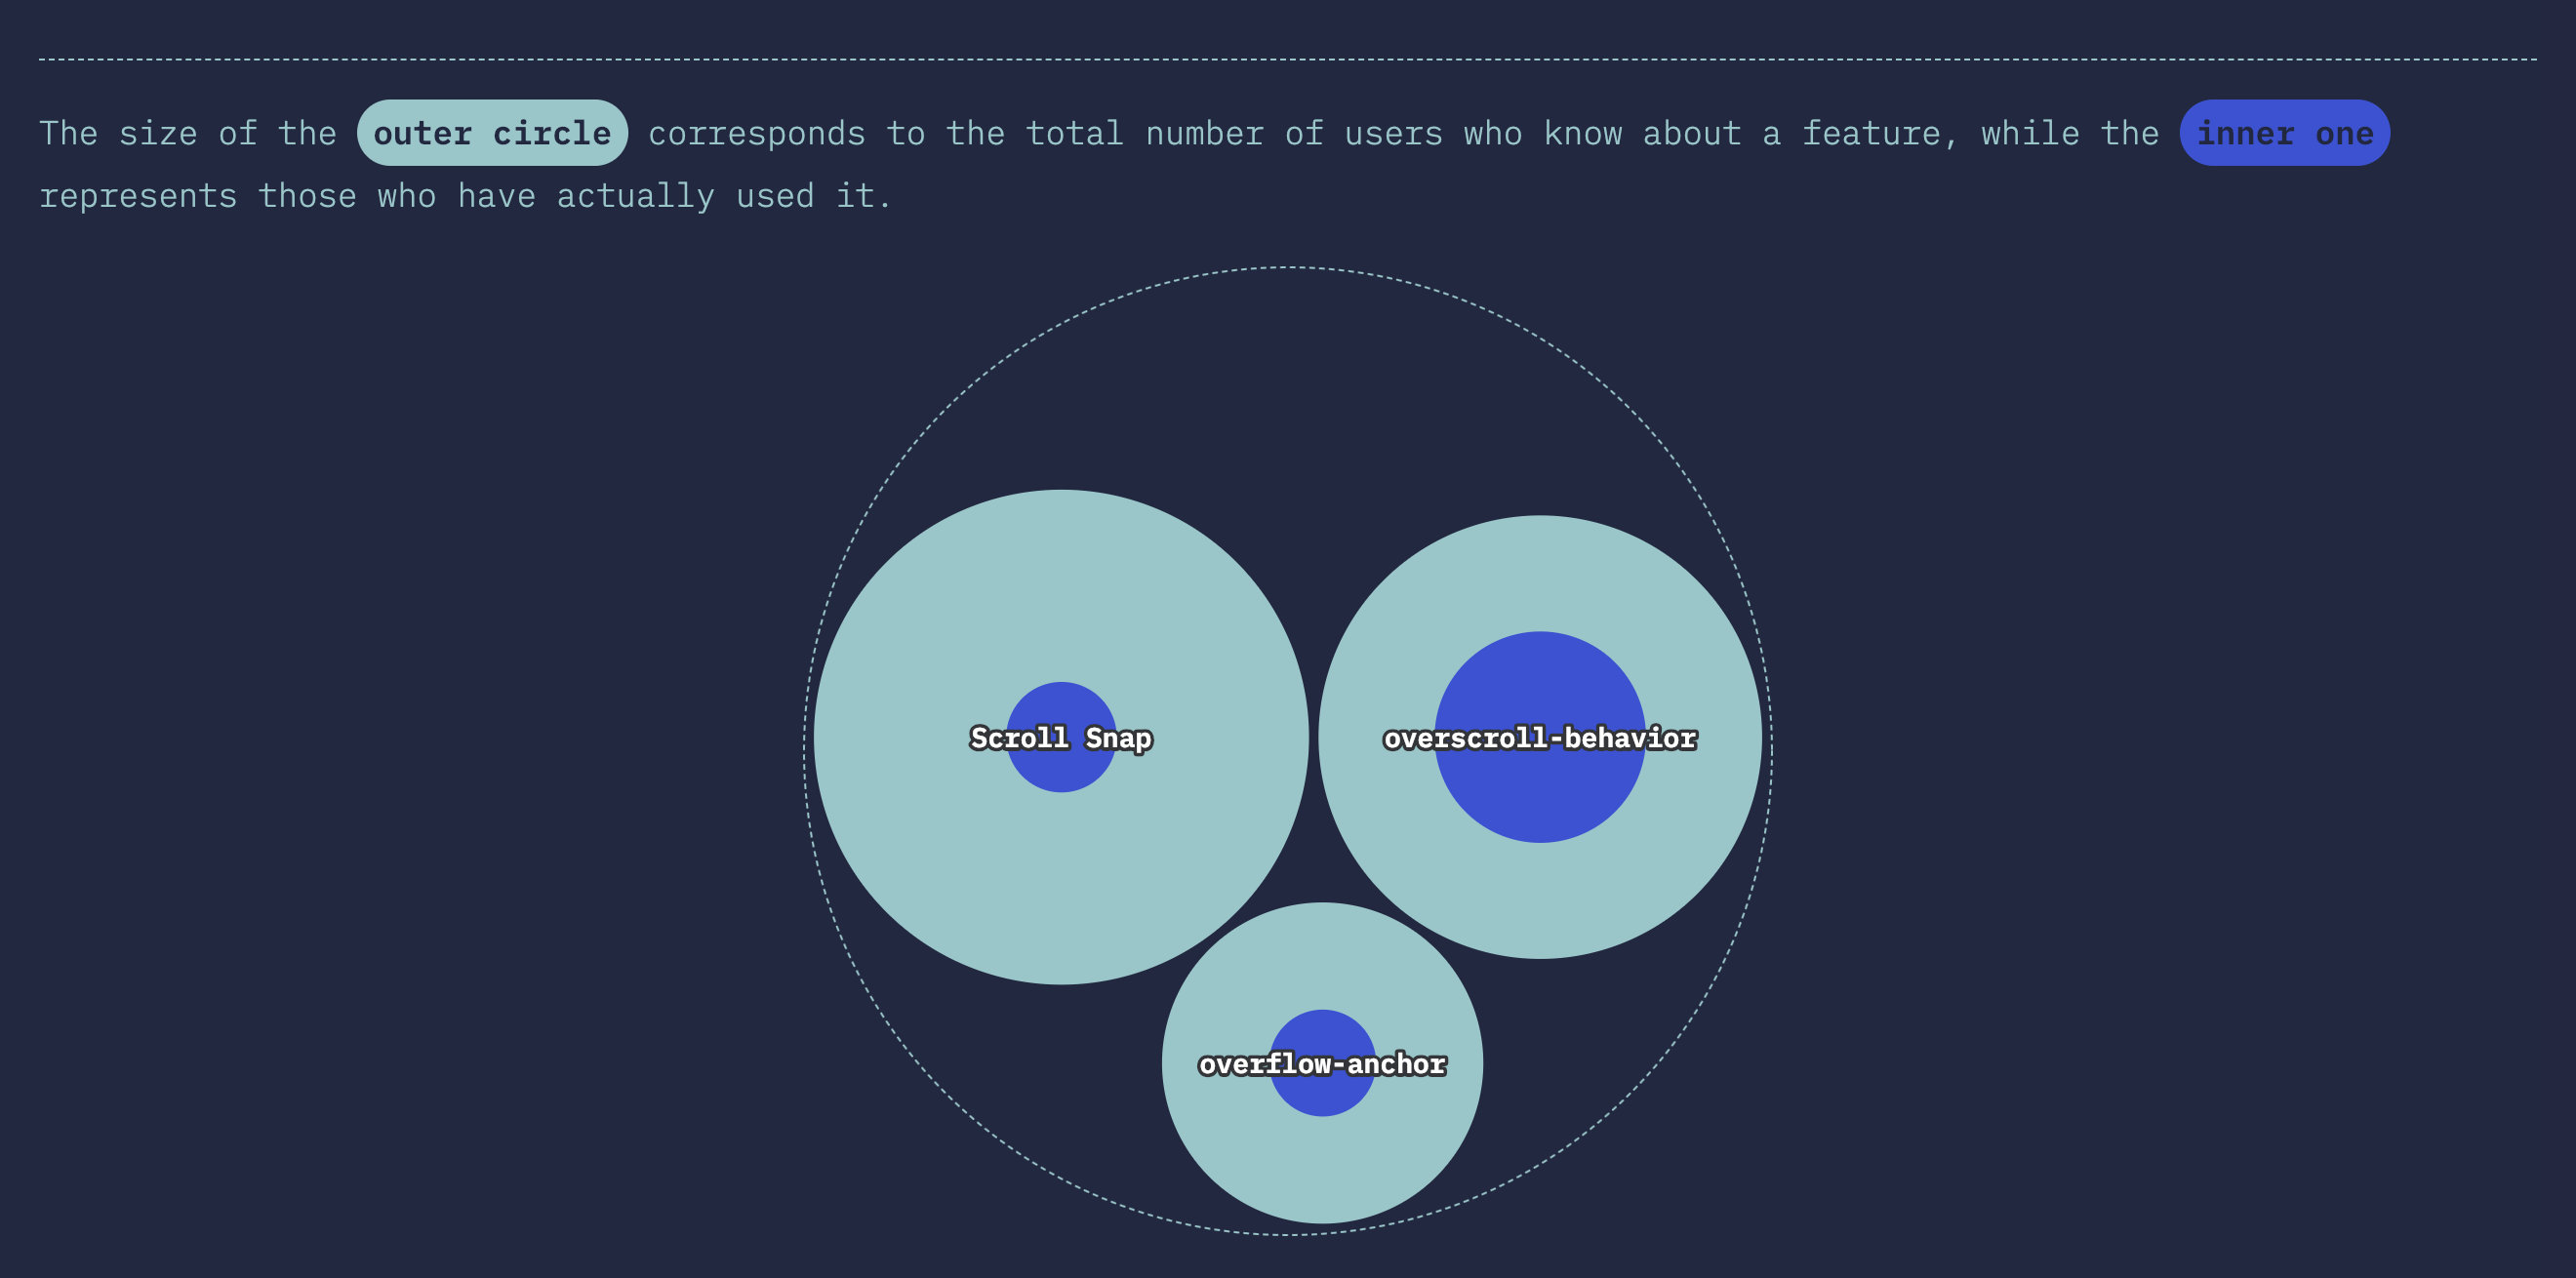 The size of the outer circle corresponds to the total number of users who know about a feature, while the inner one
represents those who have actually used it.
Scroll Snap
overscroll-behavior
overflow-anchor